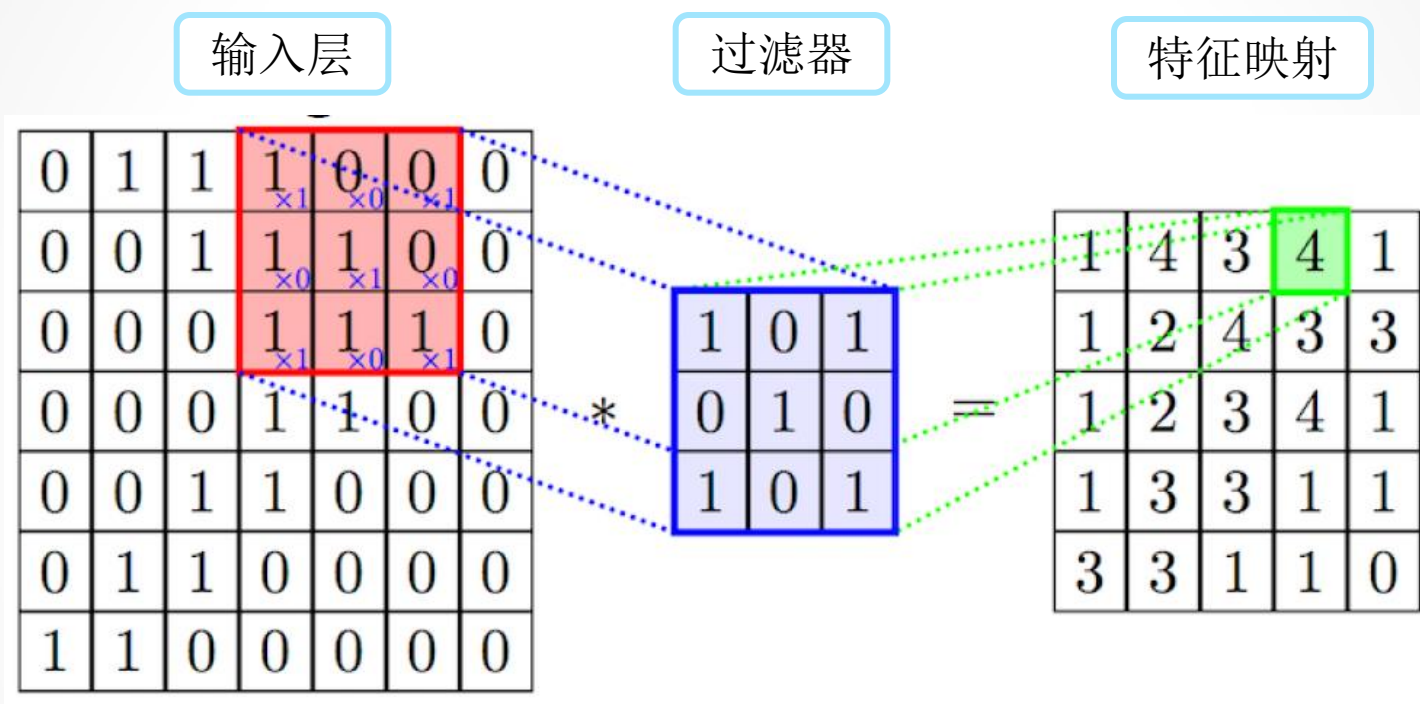 输入层 过滤器 特征映射
0 1 1 1×1 0×0 0×1 0
0 0 1 1×0 1×1 0×0 0 1 4 3 4 1
0 0 0 1×1 1×0 1×1 0 1 0 1 1 2 4 3 3
0 0 0 1 1 0 0 * 0 1 0 = 1 2 3 4 1
0 0 1 1 0 0 0 1 0 1 1 3 3 1 1
0 1 1 0 0 0 0 3 3 1 1 0
1 1 0 0 0 0 0